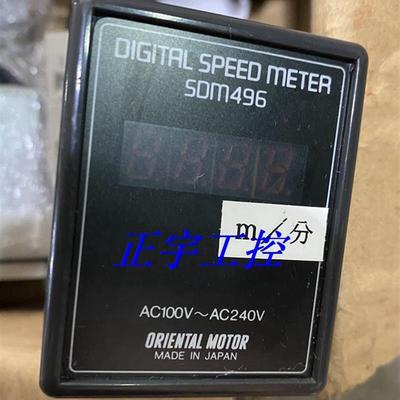 DIGITAL SPEED METER
SDM496
m／分
正宇工控
AC100V～AC240V
ORIENTAL MOTOR
MADE IN JAPAN